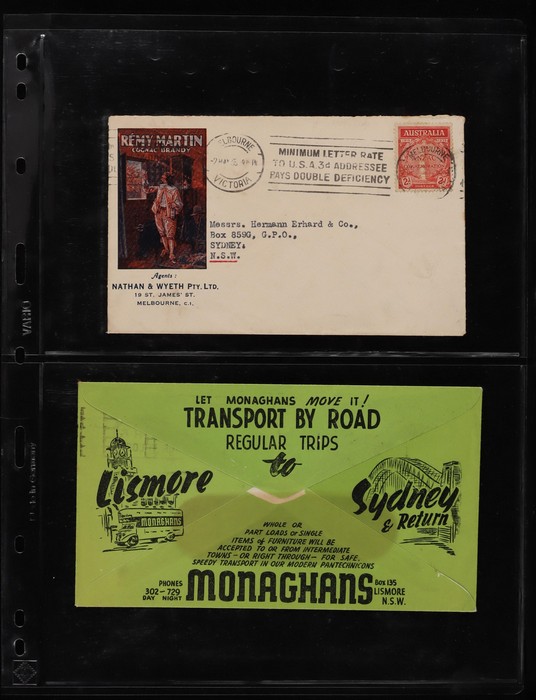 RÉMY MARTIN
COGNAC BRANDY
MELBOURNE
VICTORIA
MINIMUM LETTER RATE
TO U.S.A. 3d ADDRESSEE
PAYS DOUBLE DEFICIENCY
AUSTRALIA
2D 2D
Messrs. Hermann Erhard & Co.,
Box 859G, G.P.O.,
SYDNEY.
N.S.W.
Agents:
NATHAN & WYETH PTY. LTD.
19 ST. JAMES' ST.
MELBOURNE, C.I.
VARIO
LET MONAGHANS MOVE IT!
TRANSPORT BY ROAD
REGULAR TRIPS
to
Lismore
Sydney
& Return
MONAGHANS
WHOLE OR
PART LOADS OR SINGLE
ITEMS OF FURNITURE WILL BE
ACCEPTED TO OR FROM INTERMEDIATE
TOWNS - OR RIGHT THROUGH - FOR SAFE,
SPEEDY TRANSPORT IN OUR MODERN PANTECHNICONS
PHONES
302-729
DAY NIGHT
MONAGHANS
BOX 135
LISMORE
N.S.W.